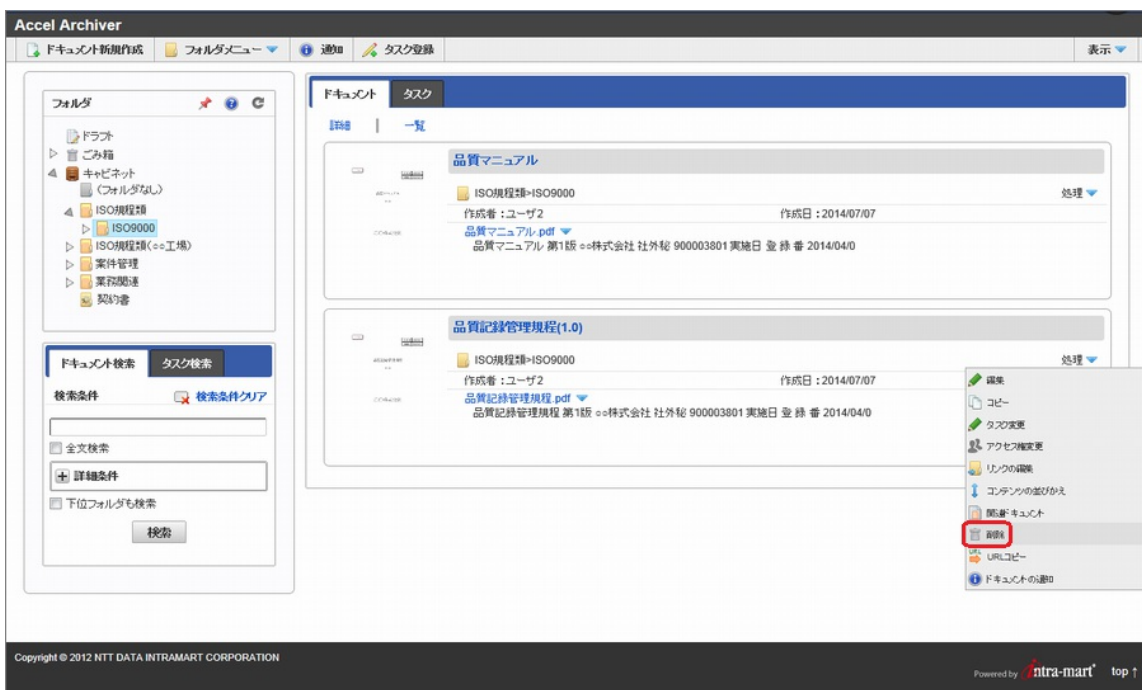 Accel Archiver
ドキュメント新規作成 フォルダメニュー 通知 タスク登録 表示
フォルダ
ドラフト
ごみ箱
キャビネット
(フォルダなし)
ISO規程類
ISO9000
ISO規程類(○○工場)
案件管理
業務関連
契約書
ドキュメント検索 タスク検索
検索条件 検索条件クリア
全文検索
詳細条件
下位フォルダも検索
検索
ドキュメント タスク
詳細 | 一覧
品質マニュアル
ISO規程類>ISO9000 処理
作成者:ユーザ2 作成日:2014/07/07
品質マニュアル.pdf
品質マニュアル 第1版 ○○株式会社 社外秘 900003801 実施日 登 録 番 2014/04/0
品質記録管理規程(1.0)
ISO規程類>ISO9000 処理
作成者:ユーザ2 作成日:2014/07/07
品質記録管理規程.pdf
品質記録管理規程 第1版 ○○株式会社 社外秘 900003801 実施日 登 録 番 2014/04/0
編集
コピー
タスク変更
アクセス権変更
リンクの編集
コンテンツの並びかえ
関連ドキュメント
削除
URLコピー
ドキュメントの通知
Copyright © 2012 NTT DATA INTRAMART CORPORATION
Powered by intra-mart top ↑